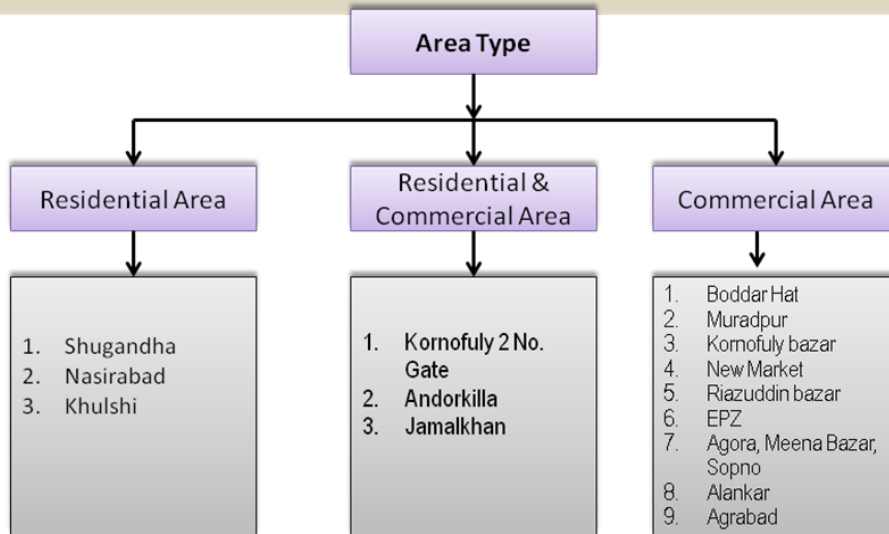 Area Type
Residential Area
Residential &
Commercial Area
Commercial Area
1. Shugandha
2. Nasirabad
3. Khulshi
1. Kornofuly 2 No.
Gate
2. Andorkilla
3. Jamalkhan
1. Boddar Hat
2. Muradpur
3. Kornofuly bazar
4. New Market
5. Riazuddin bazar
6. EPZ
7. Agora, Meena Bazar,
Sopno
8. Alankar
9. Agrabad